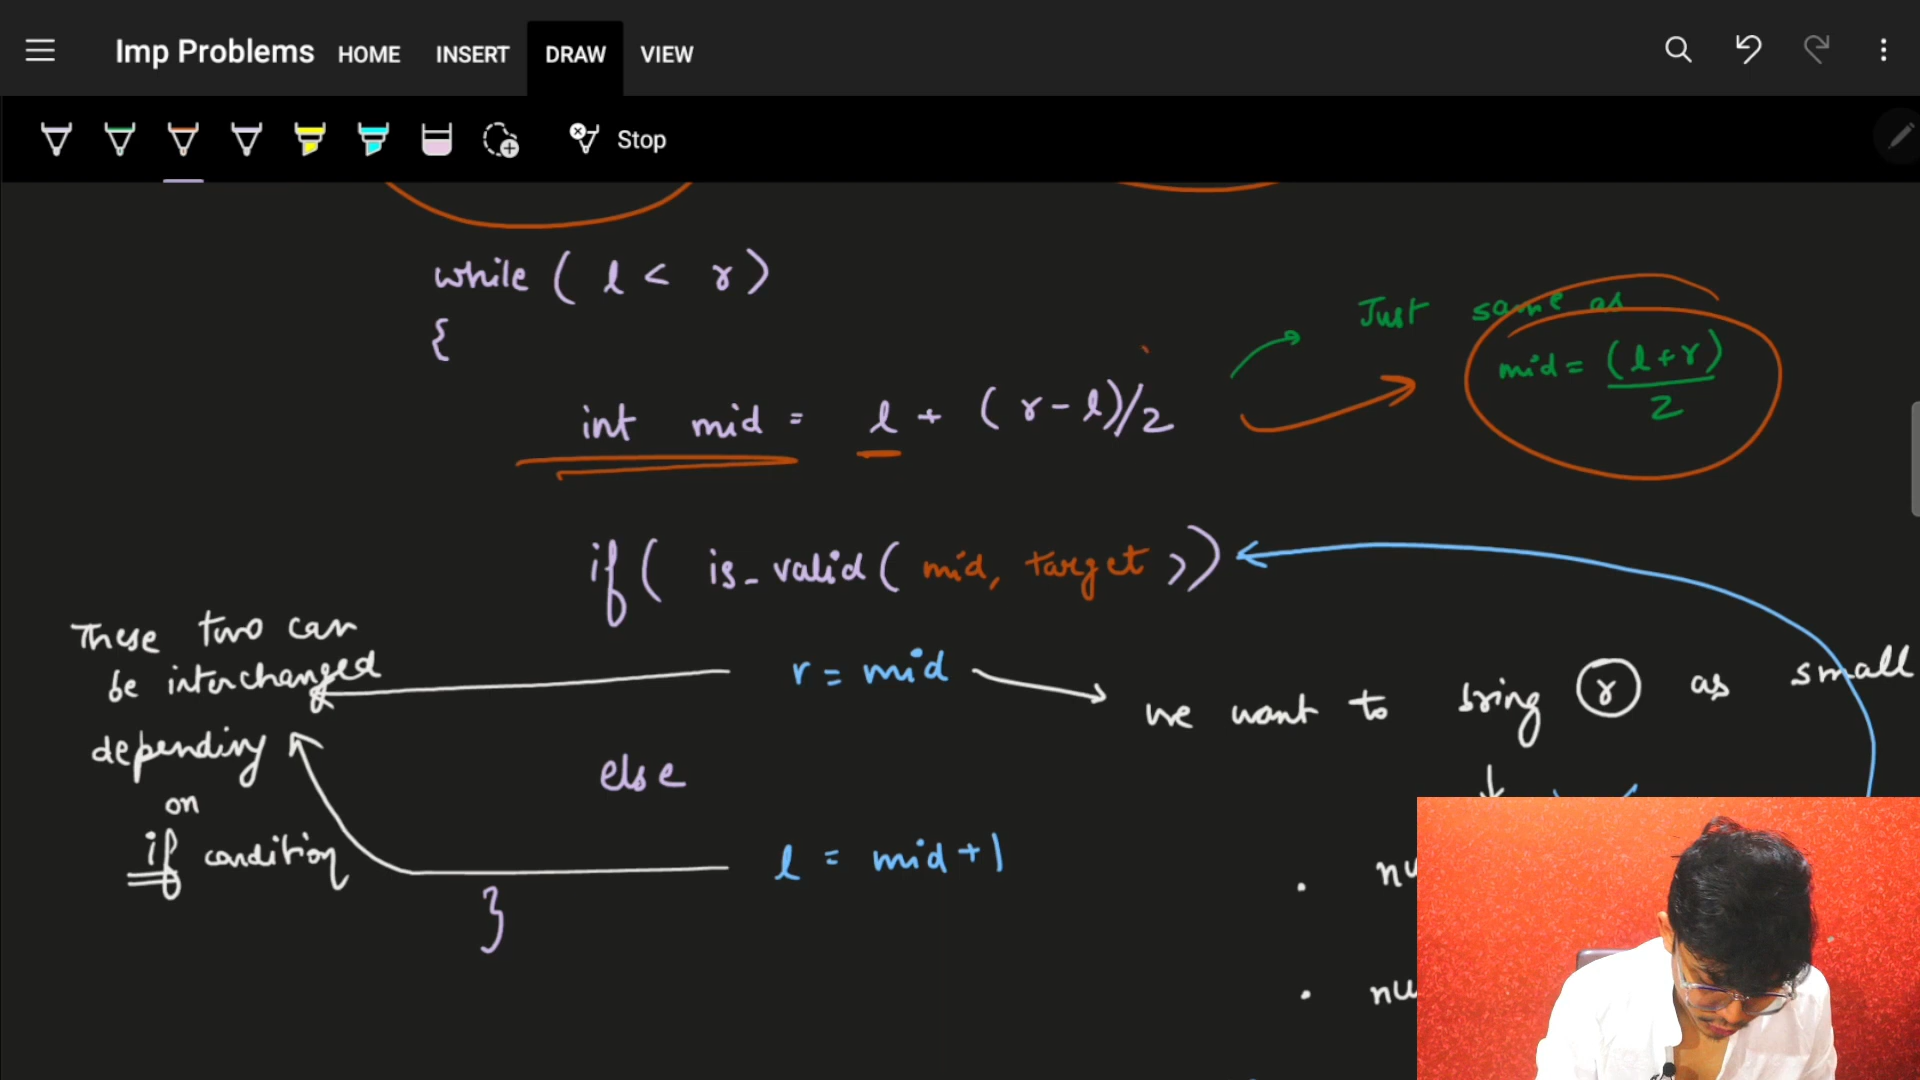 Imp Problems HOME INSERT DRAW VIEW
Stop
while ( l < r )
{
Just same as
mid = (l+r)
2
int mid = l + ( r - l)/2
if ( is_valid ( mid, target ))
These two can
be interchanged
depending
on
if condition
r = mid
we want to bring r as small
else
l = mid + 1
}
. nu
. nu